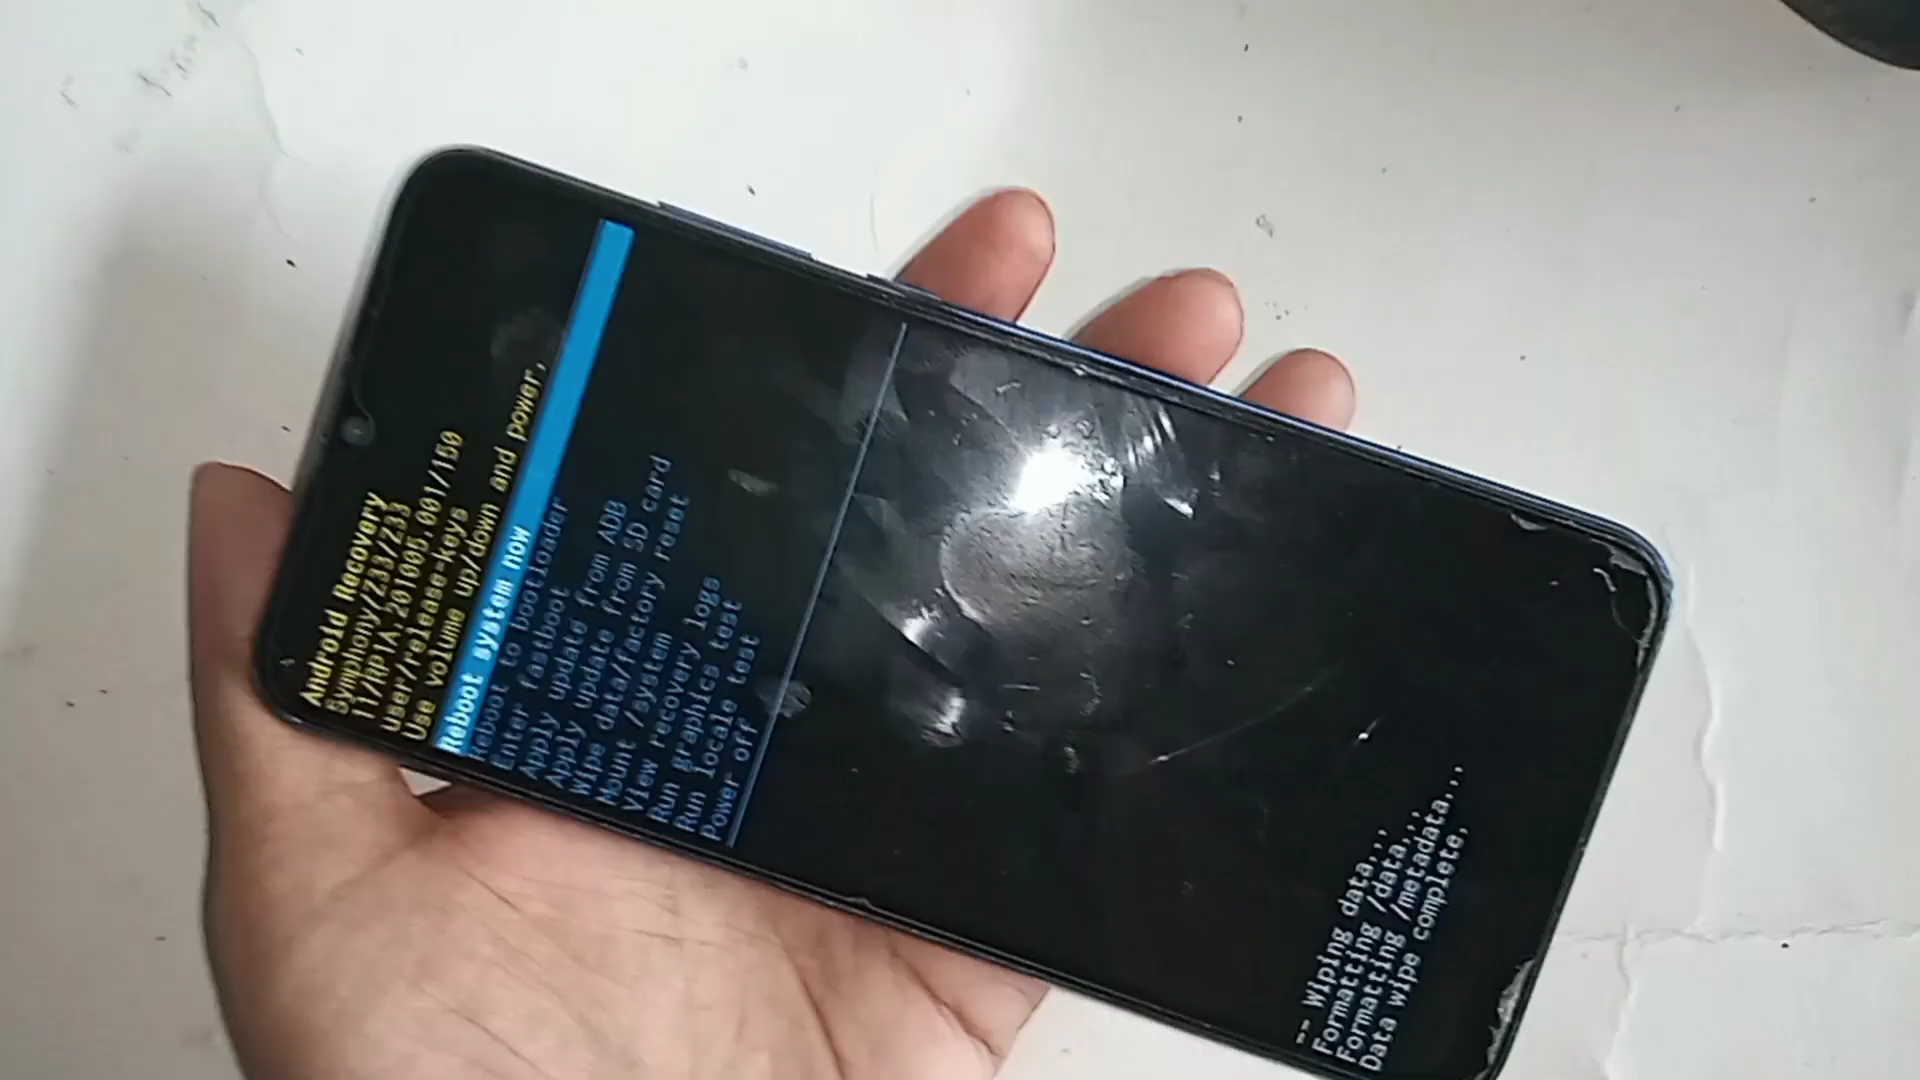 Android Recovery
Symphony/Z33/Z33
11/RP1A.201005.001/150
user/release-keys
Use volume up/down and power.
Reboot system now
Reboot to bootloader
Enter fastboot
Apply update from ADB
Apply update from SD card
Wipe data/factory reset
Mount /system
View recovery logs
Run graphics test
Run locale test
Power off
-- Wiping data...
Formatting /data...
Formatting /metadata...
Data wipe complete.